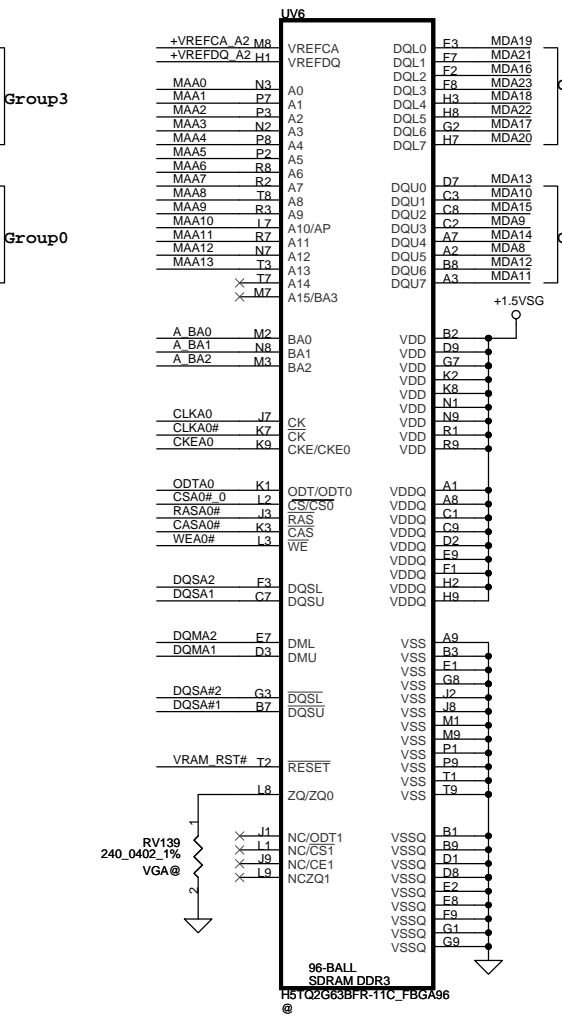 UV6
+VREFCA_A2 M8 VREFCA DQL0 E3 MDA19
+VREFDQ_A2 H1 VREFDQ DQL1 F7 MDA21
DQL2 F2 MDA16
MAA0 N3 A0 DQL3 F8 MDA23
MAA1 P7 A1 DQL4 H3 MDA18
MAA2 P3 A2 DQL5 H8 MDA22
MAA3 N2 A3 DQL6 G2 MDA17
MAA4 P8 A4 DQL7 H7 MDA20
Group3
MAA5 P2 A5
MAA6 R8 A6
MAA7 R2 A7 DQU0 D7 MDA13
MAA8 T8 A8 DQU1 C3 MDA10
MAA9 R3 A9 DQU2 C8 MDA15
MAA10 L7 A10/AP DQU3 C2 MDA9
MAA11 R7 A11 DQU4 A7 MDA14
MAA12 N7 A12 DQU5 A2 MDA8
MAA13 T3 A13 DQU6 B8 MDA12
T7 A14 DQU7 A3 MDA11
M7 A15/BA3
Group0
+1.5VSG
A_BA0 M2 BA0 VDD B2
A_BA1 N8 BA1 VDD D9
A_BA2 M3 BA2 VDD G7
VDD K2
VDD K8
VDD N1
CLKA0 J7 CK VDD N9
CLKA0# K7 CK VDD R1
CKEA0 K9 CKE/CKE0 VDD R9
ODTA0 K1 ODT/ODT0 VDDQ A1
CSA0#_0 L2 CS/CS0 VDDQ A8
RASA0# J3 RAS VDDQ C1
CASA0# K3 CAS VDDQ C9
WEA0# L3 WE VDDQ D2
VDDQ E9
VDDQ F1
DQSA2 F3 DQSL VDDQ H2
DQSA1 C7 DQSU VDDQ H9
DQMA2 E7 DML VSS A9
DQMA1 D3 DMU VSS B3
VSS E1
VSS G8
DQSA#2 G3 DQSL VSS J2
DQSA#1 B7 DQSU VSS J8
VSS M1
VSS M9
VSS P1
VRAM_RST# T2 RESET VSS P9
VSS T1
L8 ZQ/ZQ0 VSS T9
1
RV139
240_0402_1%
VGA@
2
J1 NC/ODT1 VSSQ B1
L1 NC/CS1 VSSQ B9
J9 NC/CE1 VSSQ D1
L9 NCZQ1 VSSQ D8
VSSQ E2
VSSQ E8
VSSQ F9
VSSQ G1
VSSQ G9
96-BALL
SDRAM DDR3
H5TQ2G63BFR-11C_FBGA96
@